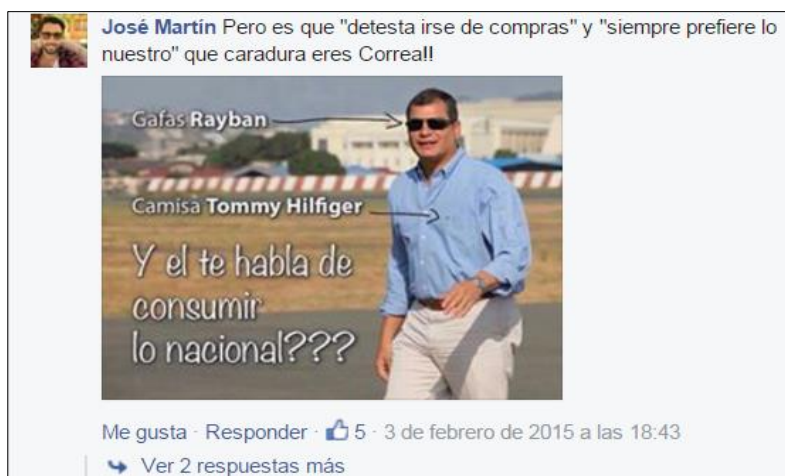 José Martín Pero es que "detesta irse de compras" y "siempre prefiere lo
nuestro" que caradura eres Correa!!
Gafas Rayban
Camisa Tommy Hilfiger
Y el te habla de
consumir
lo nacional???
Me gusta · Responder · 5 · 3 de febrero de 2015 a las 18:43
Ver 2 respuestas más